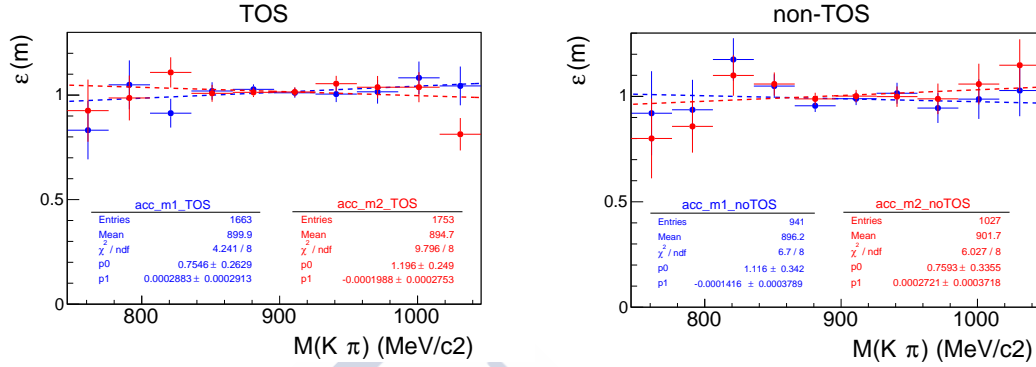 TOS
ε (m)
1
0.5
0
acc_m1_TOS
Entries 1663
Mean 899.9
χ² / ndf 4.241 / 8
p0 0.7546 ± 0.2629
p1 0.0002883 ± 0.0002913
acc_m2_TOS
Entries 1753
Mean 894.7
χ² / ndf 9.796 / 8
p0 1.196 ± 0.249
p1 -0.0001988 ± 0.0002753
800 900 1000
M(K π) (MeV/c2)
non-TOS
ε (m)
1
0.5
0
acc_m1_noTOS
Entries 941
Mean 896.2
χ² / ndf 6.7 / 8
p0 1.116 ± 0.342
p1 -0.0001416 ± 0.0003789
acc_m2_noTOS
Entries 1027
Mean 901.7
χ² / ndf 6.027 / 8
p0 0.7593 ± 0.3355
p1 0.0002721 ± 0.0003718
800 900 1000
M(K π) (MeV/c2)